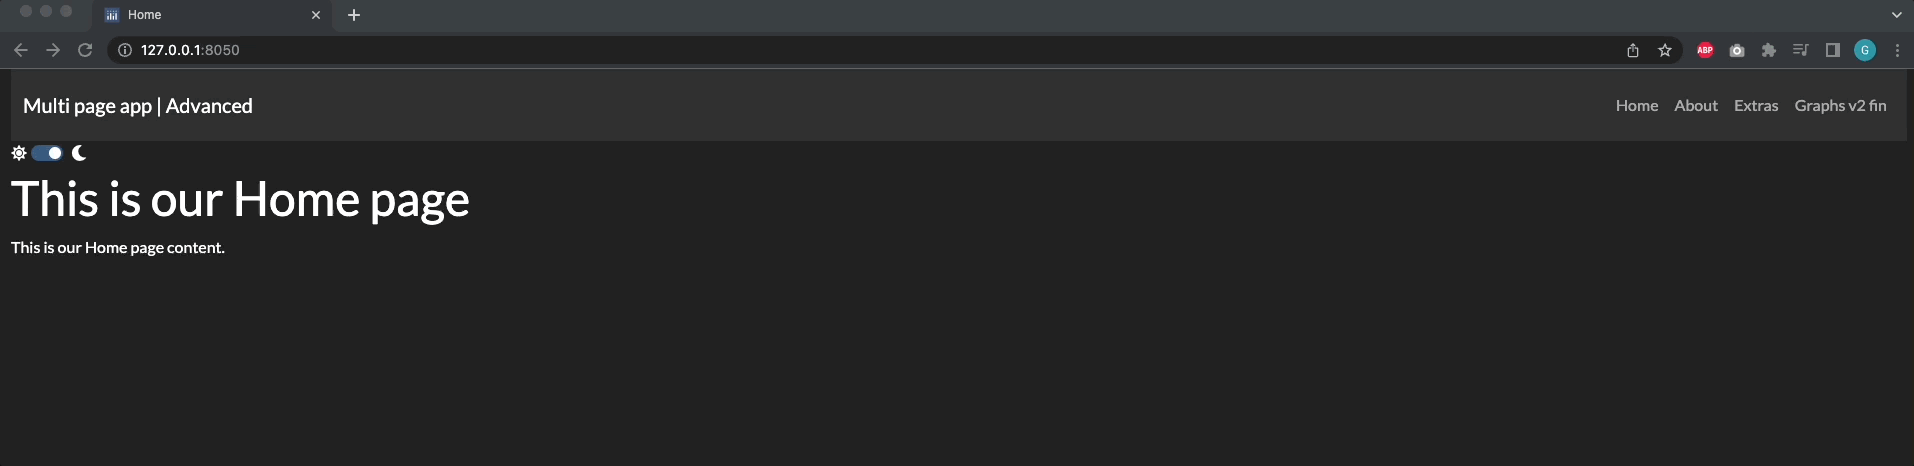 Home
127.0.0.1:8050
ABP
G
Multi page app | Advanced
Home About Extras Graphs v2 fin
This is our Home page
This is our Home page content.